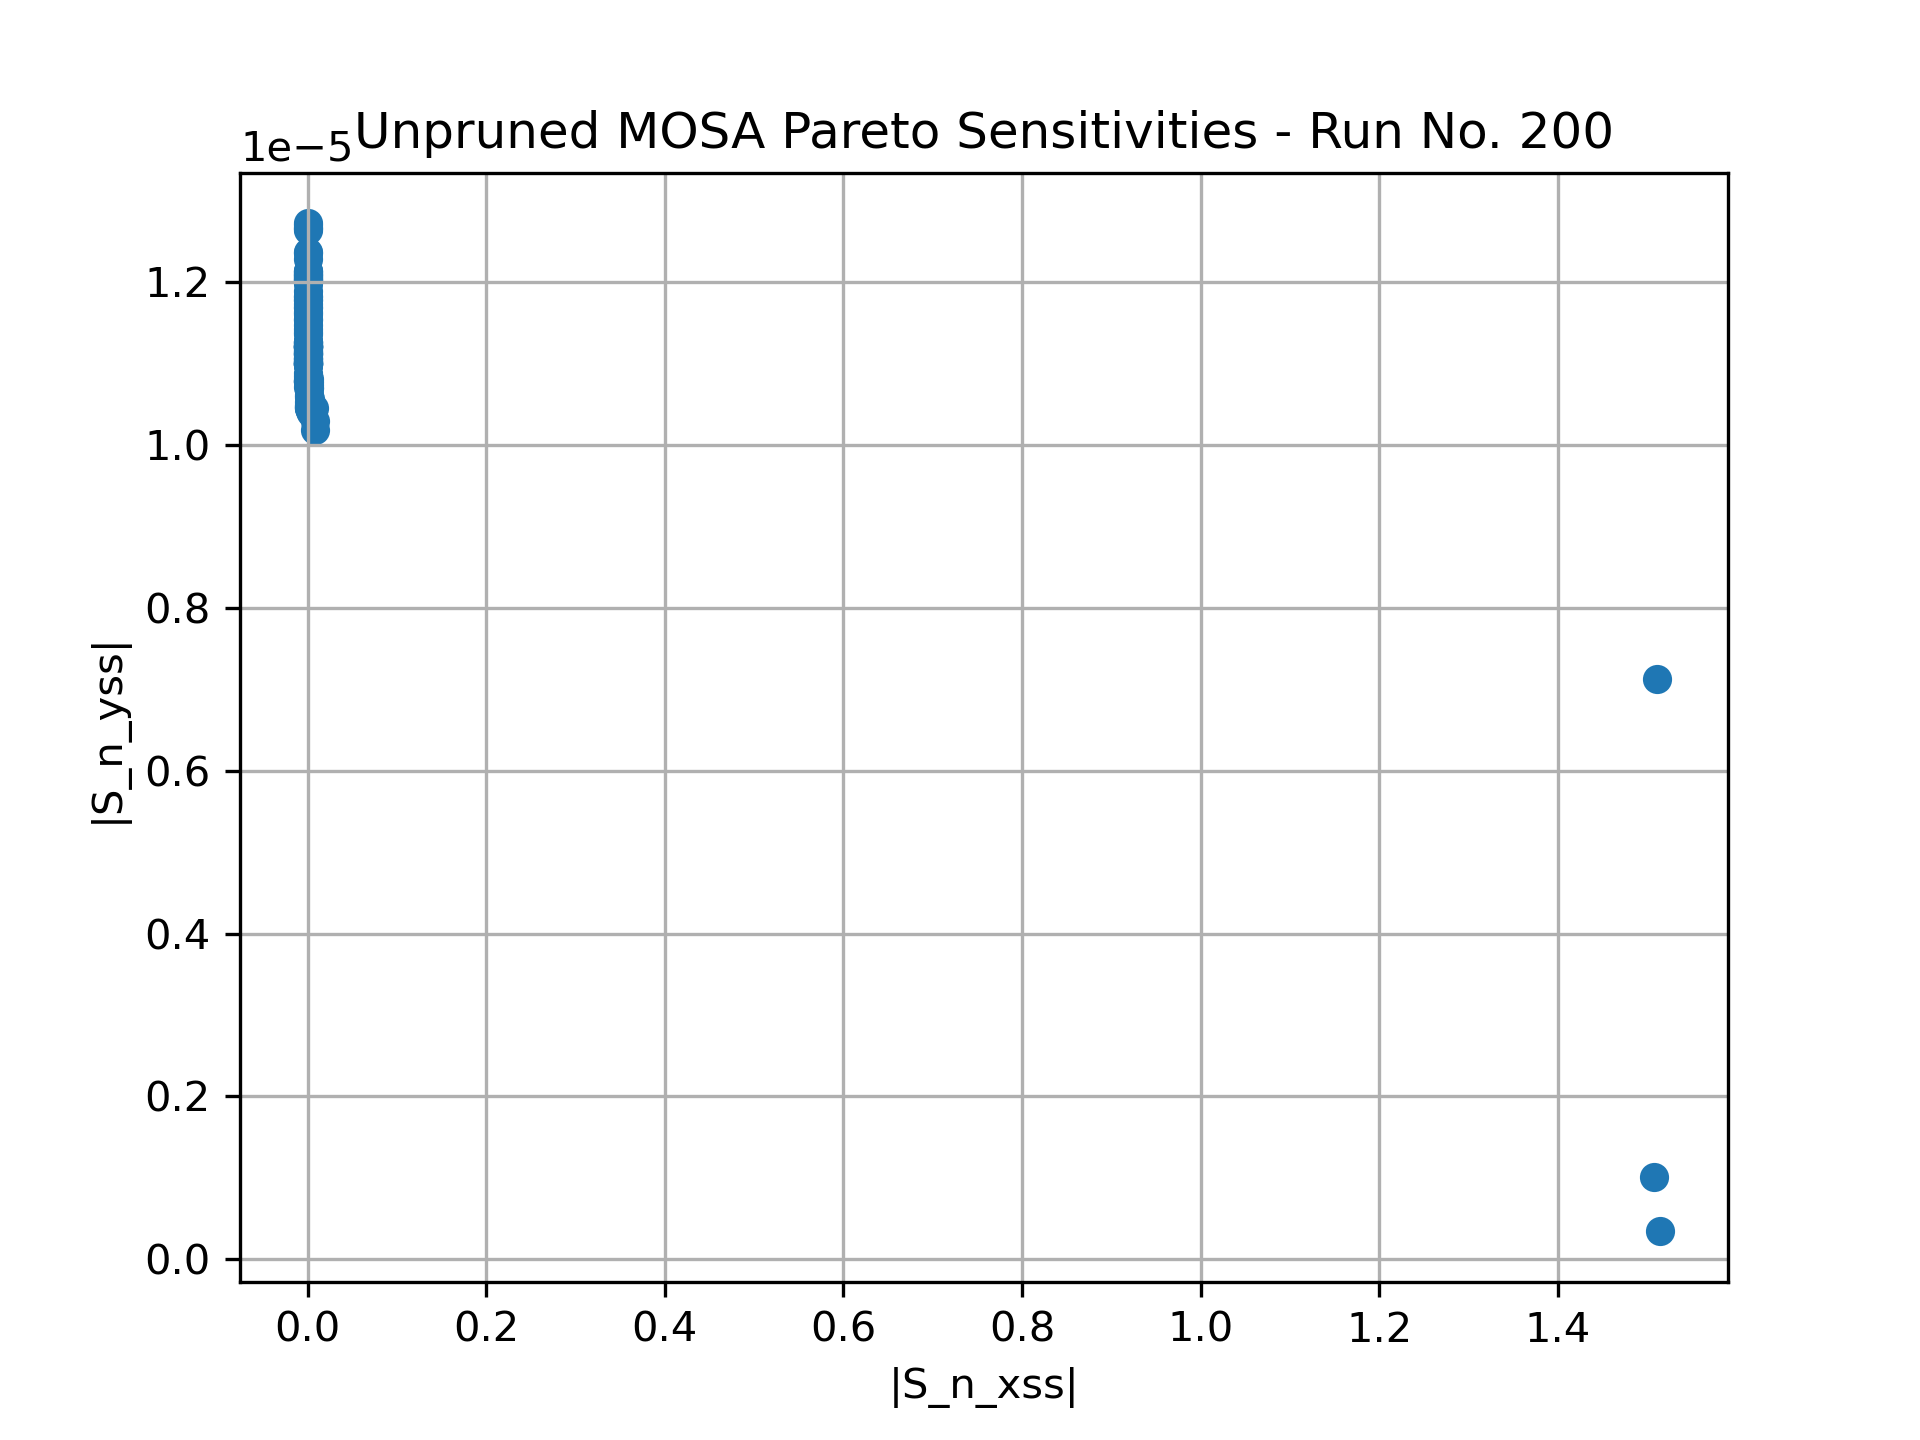 Unpruned MOSA Pareto Sensitivities - Run No. 200
1e−5
1.2
1.0
0.8
0.6
0.4
0.2
0.0
|S_n_yss|
0.0 0.2 0.4 0.6 0.8 1.0 1.2 1.4
|S_n_xss|